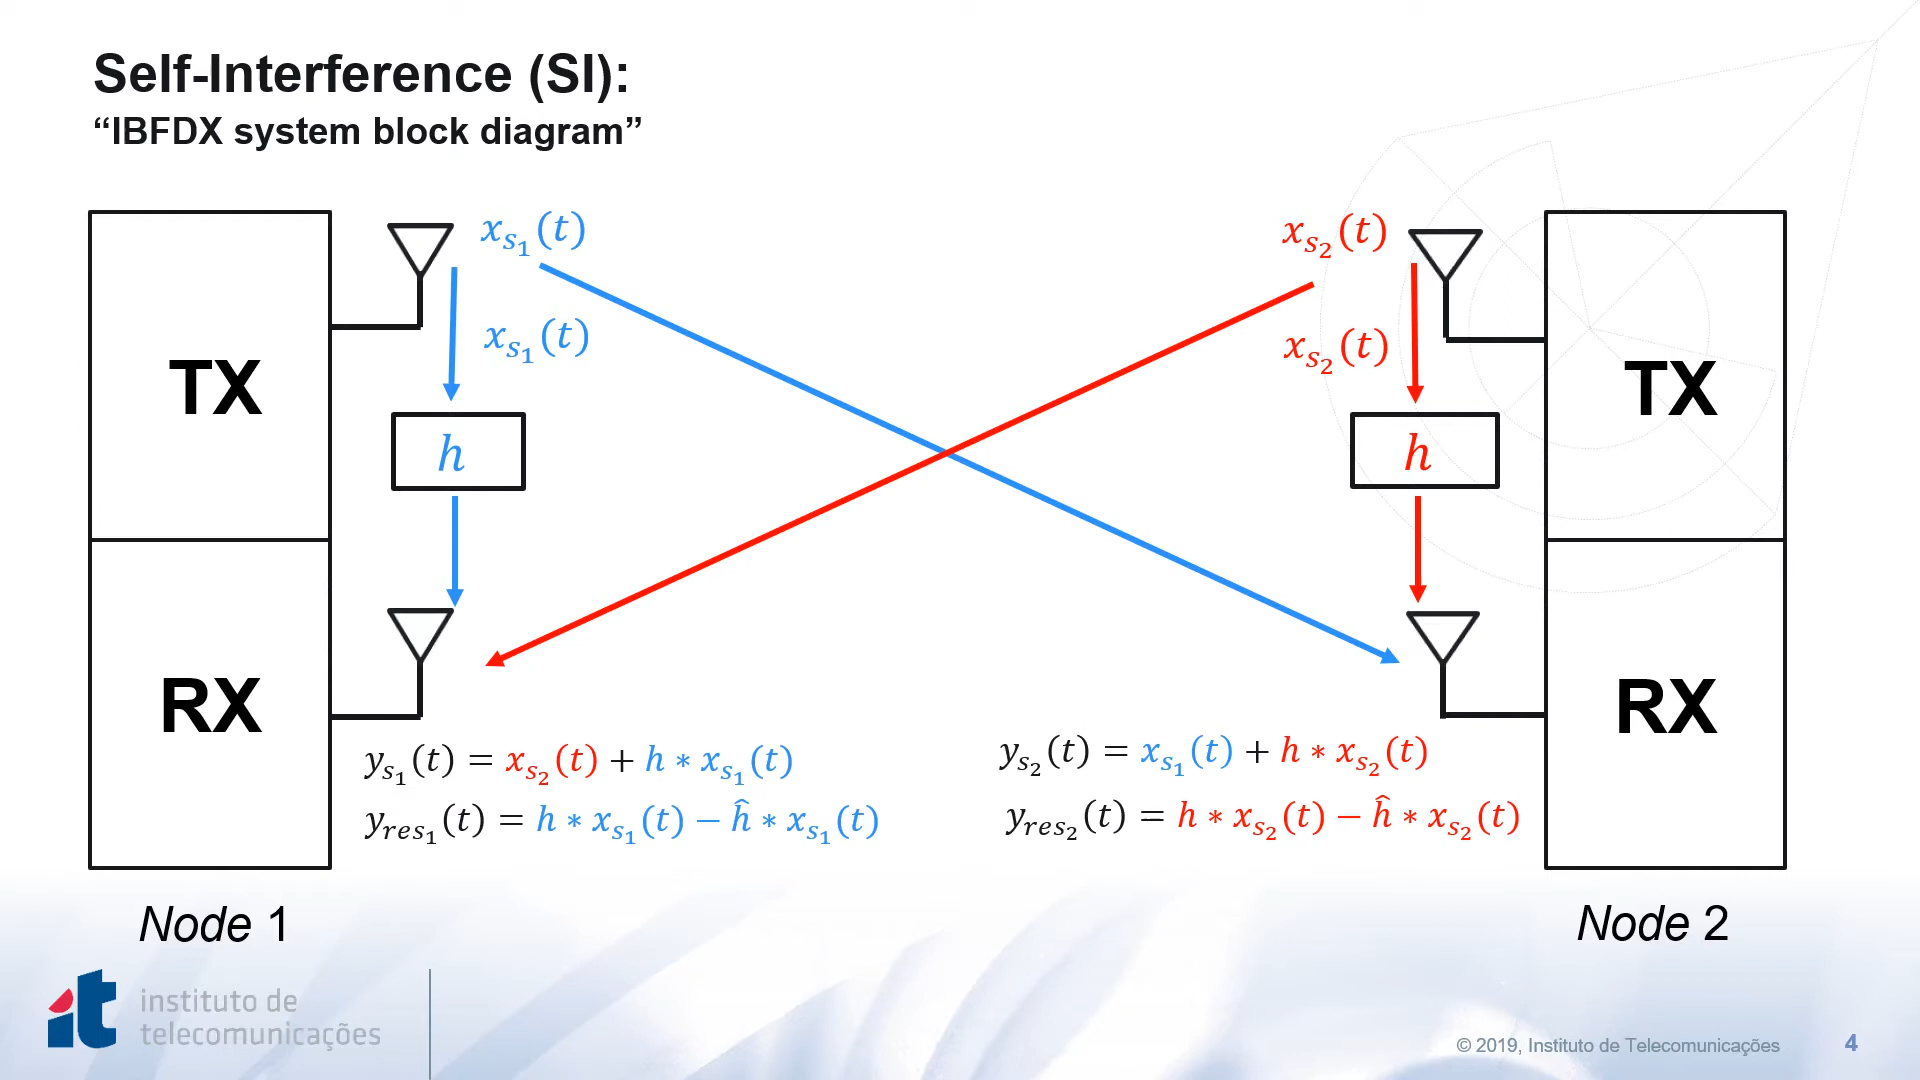 Self-Interference (SI):
“IBFDX system block diagram”
x_{s_1}(t)
x_{s_2}(t)
x_{s_1}(t)
x_{s_2}(t)
TX
h
h
TX
RX
RX
y_{s_1}(t) = x_{s_2}(t) + h ∗ x_{s_1}(t)
y_{res_1}(t) = h ∗ x_{s_1}(t) − ĥ ∗ x_{s_1}(t)
y_{s_2}(t) = x_{s_1}(t) + h ∗ x_{s_2}(t)
y_{res_2}(t) = h ∗ x_{s_2}(t) − ĥ ∗ x_{s_2}(t)
Node 1
Node 2
it
instituto de
telecomunicações
© 2019, Instituto de Telecomunicações
4